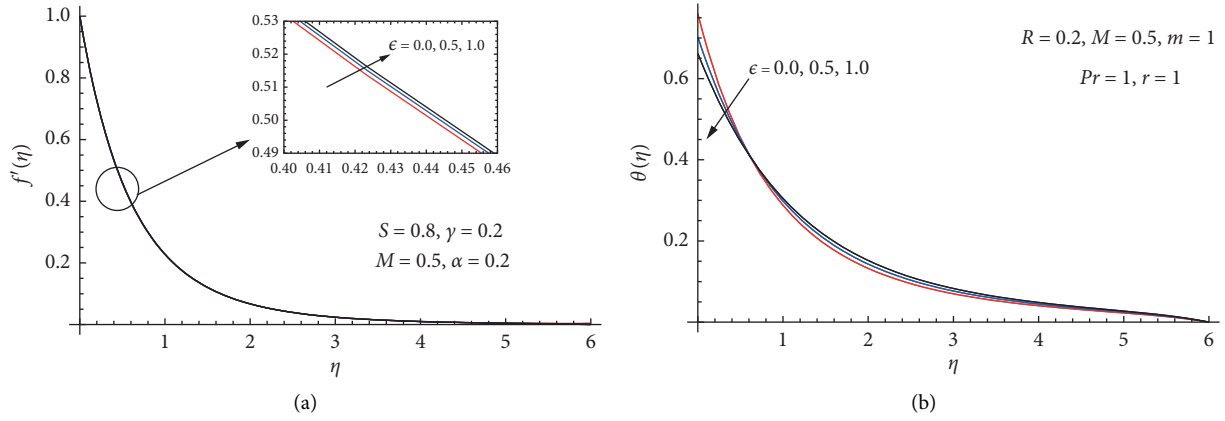 1.0
0.8
0.6
0.4
0.2
f′(η)
0.53
0.52
0.51
0.50
0.49
0.40 0.41 0.42 0.43 0.44 0.45 0.46
ϵ = 0.0, 0.5, 1.0
S = 0.8, γ = 0.2
M = 0.5, α = 0.2
1 2 3 4 5 6
η
(a)
0.6
0.4
0.2
θ(η)
ϵ = 0.0, 0.5, 1.0
R = 0.2, M = 0.5, m = 1
Pr = 1, r = 1
1 2 3 4 5 6
η
(b)